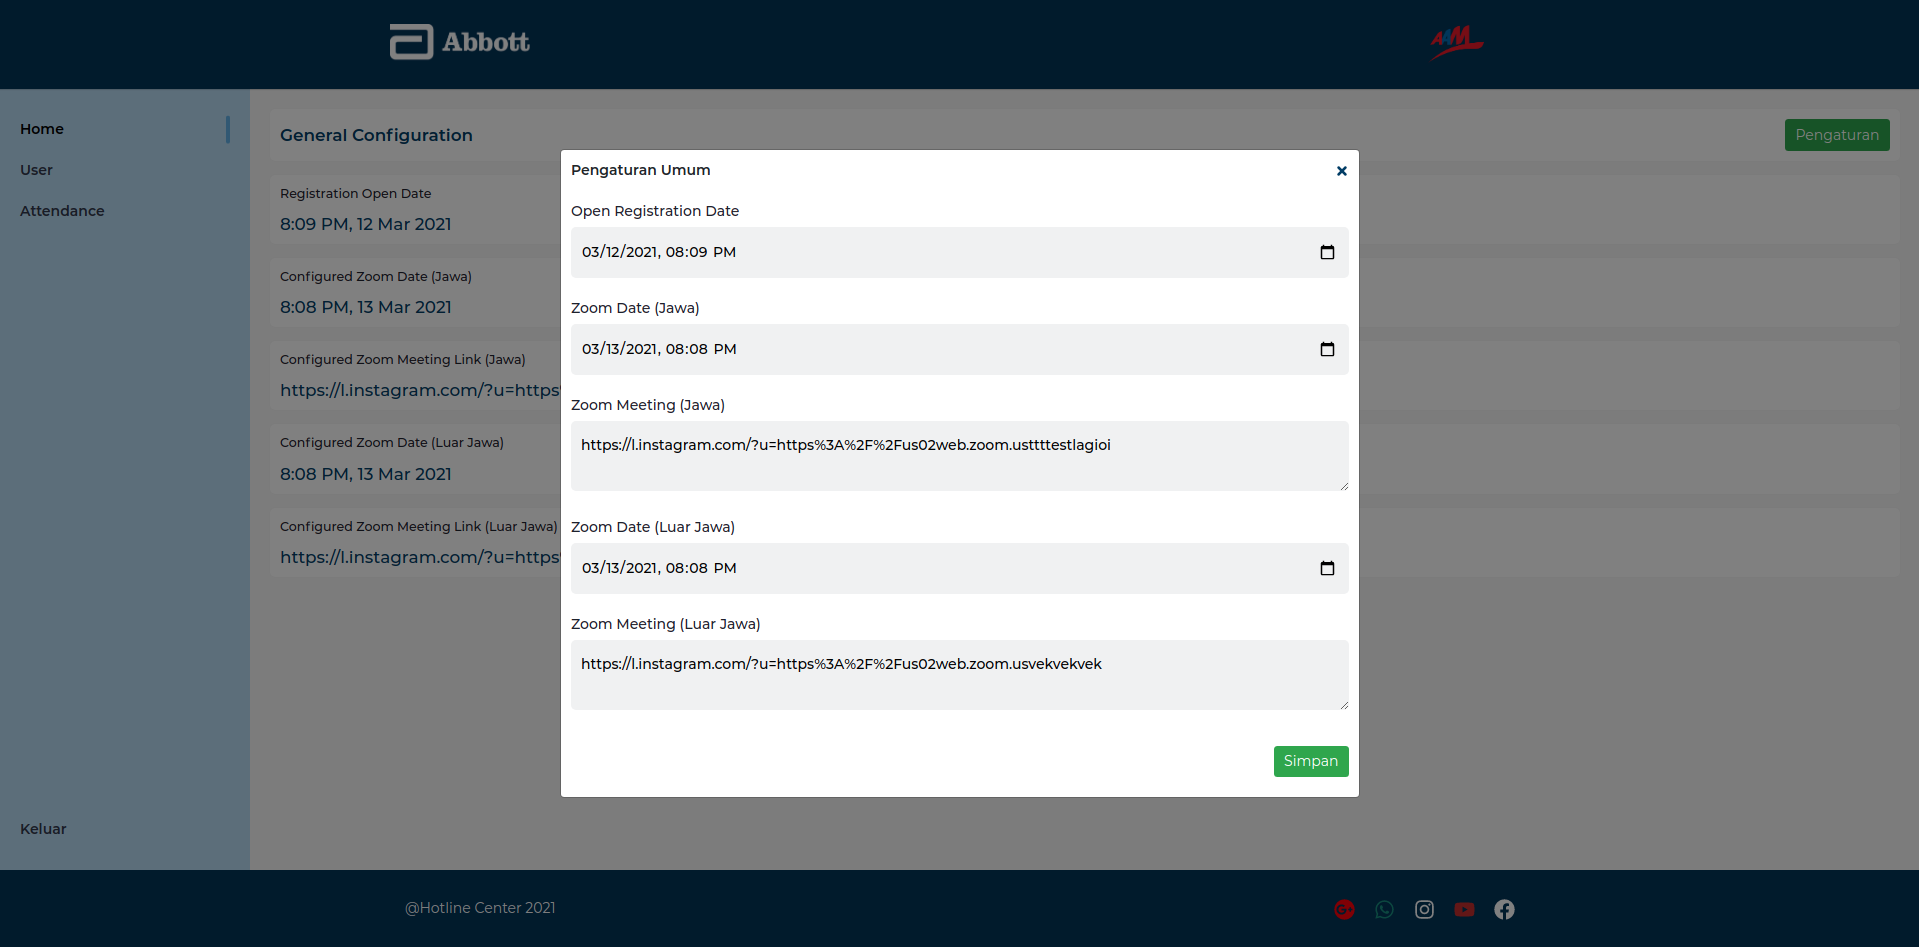 Abbott
AAM
Home
User
Attendance
Keluar
General Configuration
Pengaturan
Registration Open Date
8:09 PM, 12 Mar 2021
Configured Zoom Date (Jawa)
8:08 PM, 13 Mar 2021
Configured Zoom Meeting Link (Jawa)
https://l.instagram.com/?u=https
Configured Zoom Date (Luar Jawa)
8:08 PM, 13 Mar 2021
Configured Zoom Meeting Link (Luar Jawa)
https://l.instagram.com/?u=https
Pengaturan Umum
Open Registration Date
03/12/2021, 08:09 PM
Zoom Date (Jawa)
03/13/2021, 08:08 PM
Zoom Meeting (Jawa)
https://l.instagram.com/?u=https%3A%2F%2Fus02web.zoom.usttttestlagioi
Zoom Date (Luar Jawa)
03/13/2021, 08:08 PM
Zoom Meeting (Luar Jawa)
https://l.instagram.com/?u=https%3A%2F%2Fus02web.zoom.usvekvekvek
Simpan
@Hotline Center 2021